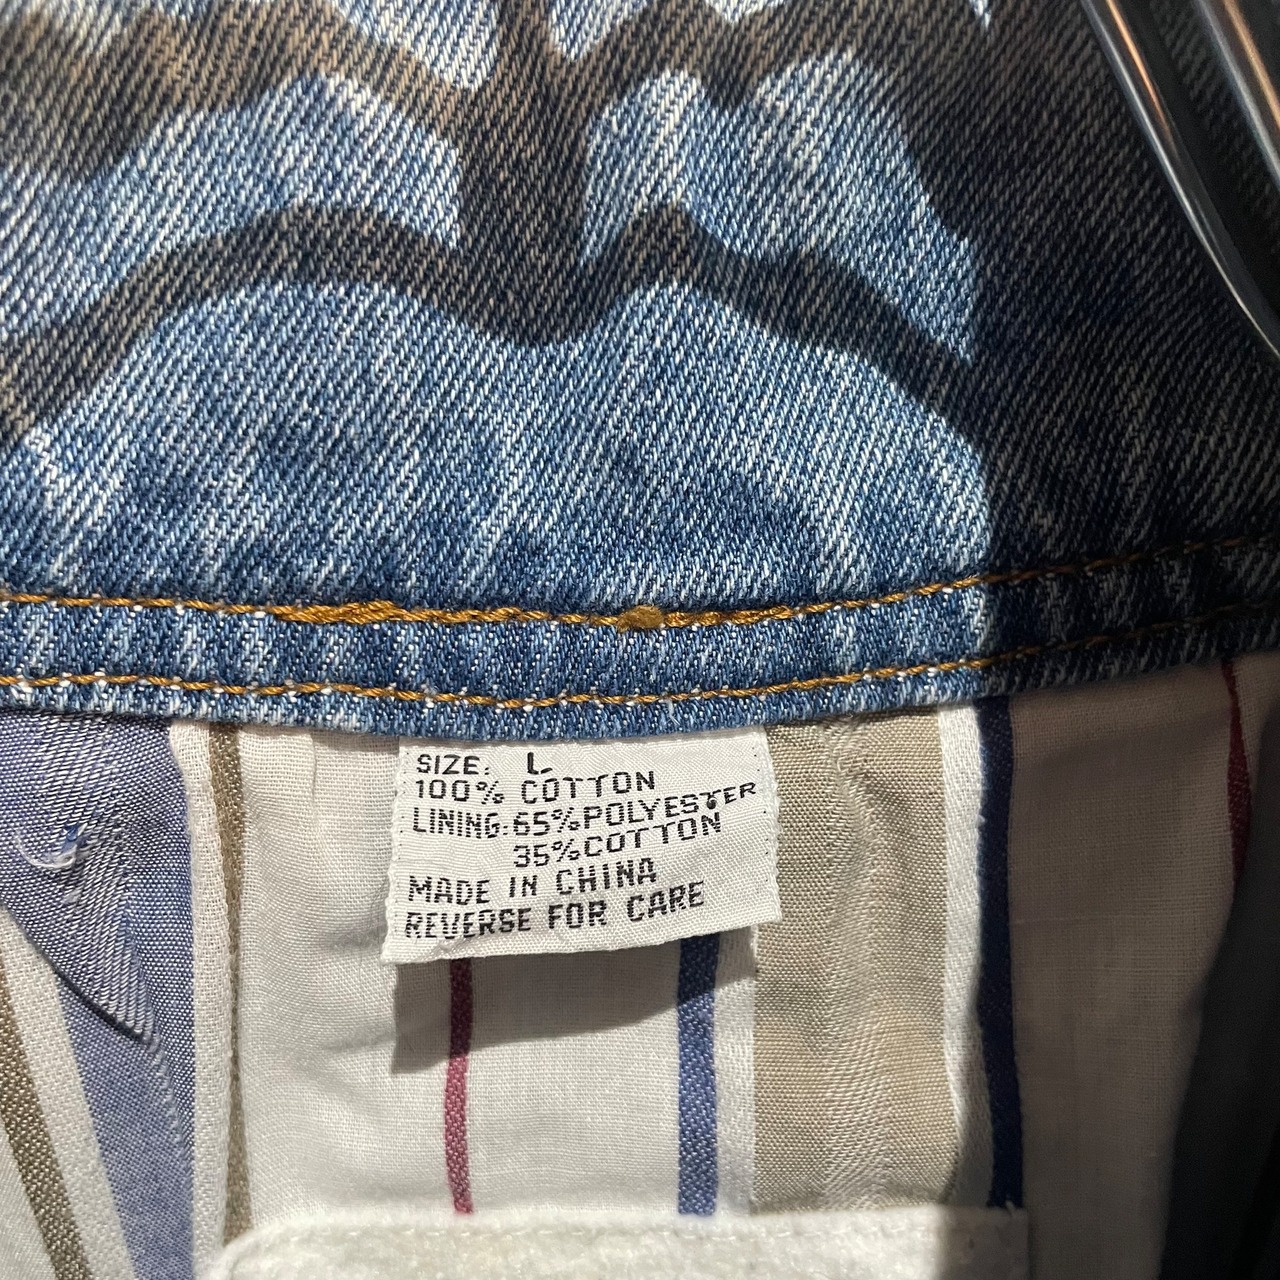 SIZE: L
100% COTTON
LINING:65%POLYESTER
35%COTTON
MADE IN CHINA
REVERSE FOR CARE